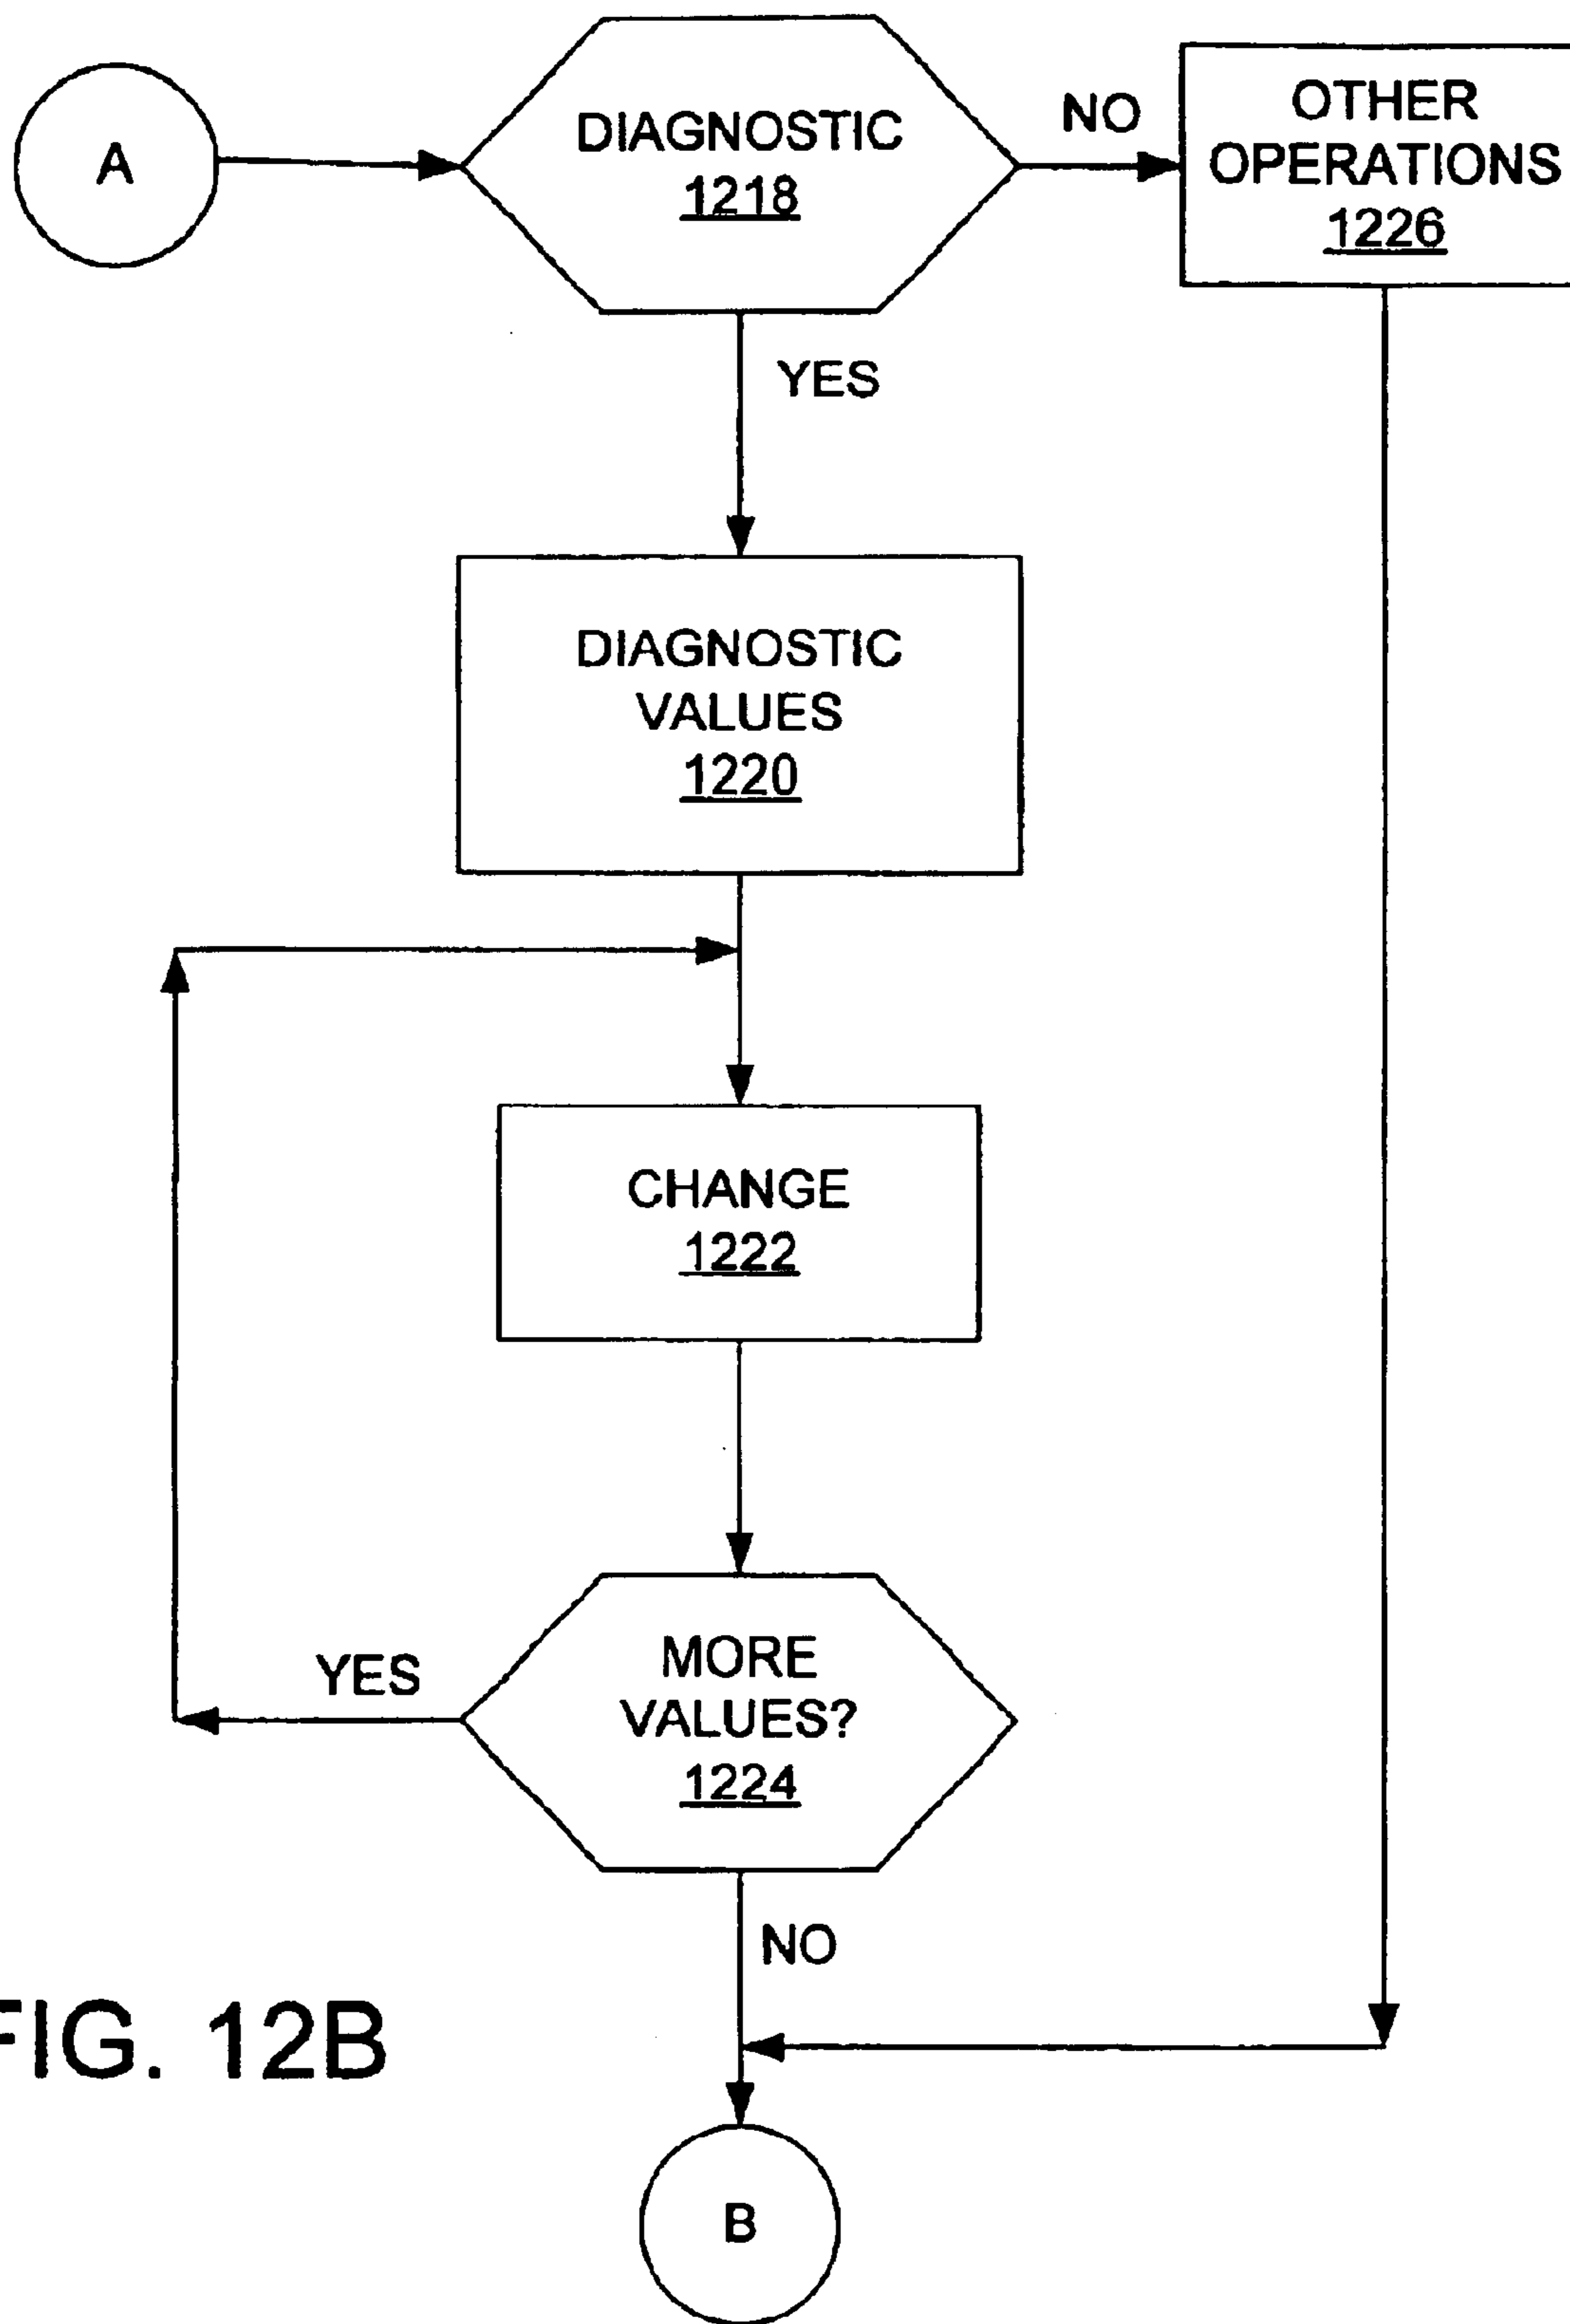 A
DIAGNOSTIC
1218
NO
OTHER
OPERATIONS
1226
YES
DIAGNOSTIC
VALUES
1220
CHANGE
1222
YES
MORE
VALUES?
1224
NO
FIG. 12B
B